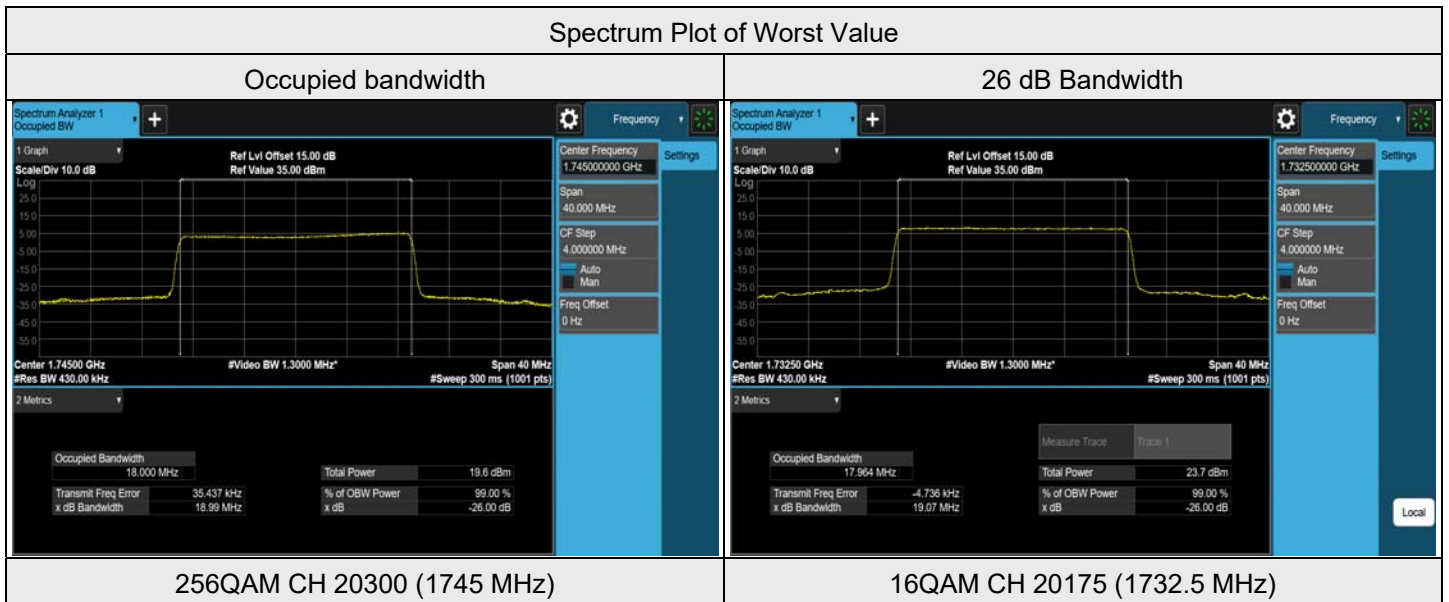 Spectrum Plot of Worst Value
Occupied bandwidth
26 dB Bandwidth
Spectrum Analyzer 1
Occupied BW
+
Frequency
1 Graph
Ref Lvl Offset 15.00 dB
Scale/Div 10.0 dB
Ref Value 35.00 dBm
Log
25.0
15.0
5.00
-5.00
-15.0
-25.0
-35.0
-45.0
-55.0
Center 1.74500 GHz
#Video BW 1.3000 MHz*
Span 40 MHz
#Res BW 430.00 kHz
#Sweep 300 ms (1001 pts)
Center Frequency
1.745000000 GHz
Settings
Span
40.000 MHz
CF Step
4.000000 MHz
Auto
Man
Freq Offset
0 Hz
2 Metrics
Occupied Bandwidth
18.000 MHz
Total Power 19.6 dBm
Transmit Freq Error 35.437 kHz
% of OBW Power 99.00 %
x dB Bandwidth 18.99 MHz
x dB -26.00 dB
Spectrum Analyzer 1
Occupied BW
+
Frequency
1 Graph
Ref Lvl Offset 15.00 dB
Scale/Div 10.0 dB
Ref Value 35.00 dBm
Log
25.0
15.0
5.00
-5.00
-15.0
-25.0
-35.0
-45.0
-55.0
Center 1.73250 GHz
#Video BW 1.3000 MHz*
Span 40 MHz
#Res BW 430.00 kHz
#Sweep 300 ms (1001 pts)
Center Frequency
1.732500000 GHz
Settings
Span
40.000 MHz
CF Step
4.000000 MHz
Auto
Man
Freq Offset
0 Hz
2 Metrics
Measure Trace Trace 1
Occupied Bandwidth
17.964 MHz
Total Power 23.7 dBm
Transmit Freq Error -4.736 kHz
% of OBW Power 99.00 %
x dB Bandwidth 19.07 MHz
x dB -26.00 dB
Local
256QAM CH 20300 (1745 MHz)
16QAM CH 20175 (1732.5 MHz)